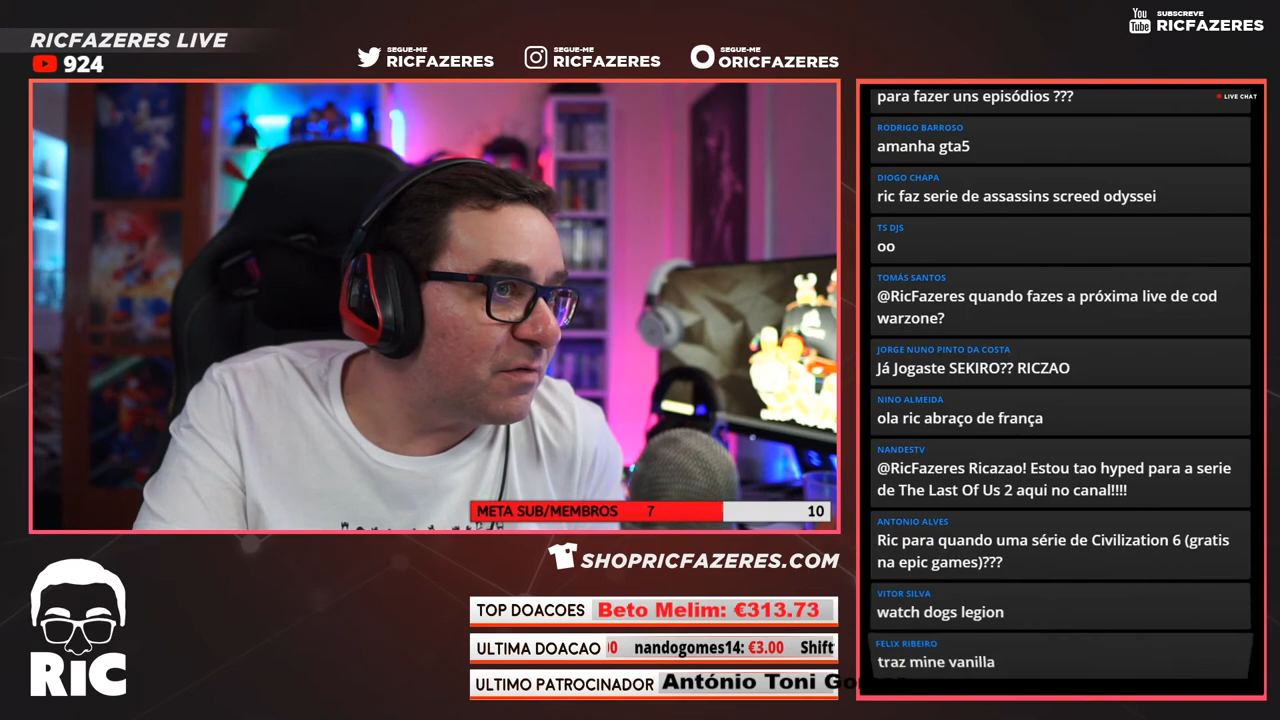 RICFAZERES LIVE
924
SEGUE-ME
RICFAZERES
SEGUE-ME
RICFAZERES
SEGUE-ME
ORICFAZERES
You
Tube
SUBSCREVE
RICFAZERES
LIVE CHAT
para fazer uns episódios ???
RODRIGO BARROSO
amanha gta5
DIOGO CHAPA
ric faz serie de assassins screed odyssei
TS DJS
oo
TOMÁS SANTOS
@RicFazeres quando fazes a próxima live de cod
warzone?
JORGE NUNO PINTO DA COSTA
Já Jogaste SEKIRO?? RICZAO
NINO ALMEIDA
ola ric abraço de frança
NANDESTV
@RicFazeres Ricazao! Estou tao hyped para a serie
de The Last Of Us 2 aqui no canal!!!!
ANTONIO ALVES
Ric para quando uma série de Civilization 6 (gratis
na epic games)???
VITOR SILVA
watch dogs legion
FELIX RIBEIRO
traz mine vanilla
META SUB/MEMBROS 7 10
SHOPRICFAZERES.COM
TOP DOACOES Beto Melim: €313.73
ULTIMA DOACAO 0 nandogomes14: €3.00 Shift
ULTIMO PATROCINADOR António Toni
RIC